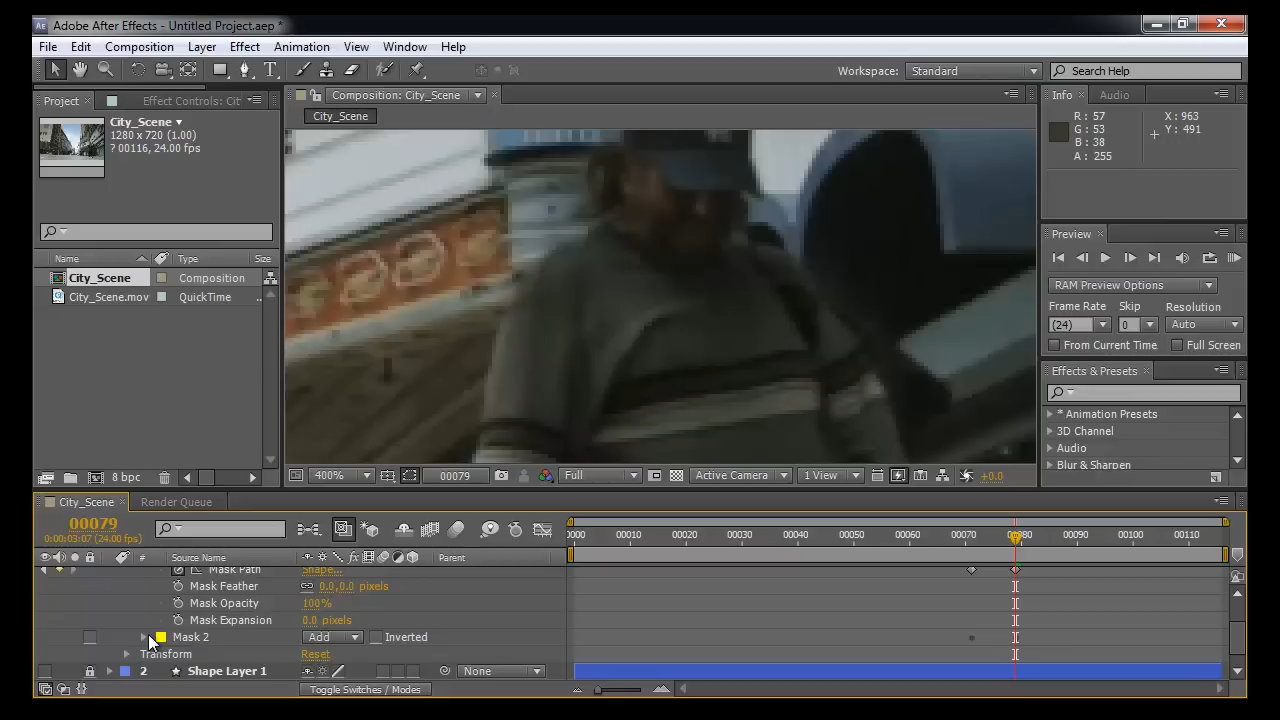 Adobe After Effects - Untitled Project.aep *
File Edit Composition Layer Effect Animation View Window Help
Workspace: Standard Search Help
Project × Effect Controls: Cit
City_Scene
1280 x 720 (1.00)
? 00116, 24.00 fps
Composition: City_Scene
City_Scene
Info × Audio
R : 57
G : 53
B : 38
A : 255
X : 963
Y : 491
Name Type Size
City_Scene Composition
City_Scene.mov QuickTime ..
8 bpc
400% 00079 Full Active Camera 1 View +0.0
Preview ×
RAM Preview Options
Frame Rate Skip Resolution
(24) 0 Auto
From Current Time Full Screen
Effects & Presets ×
* Animation Presets
3D Channel
Audio
Blur & Sharpen
City_Scene × Render Queue
00079
0:00:03:07 (24.00 fps)
0000 00010 00020 00030 00040 00050 00060 00070 00080 00090 00100 00110
# Source Name Parent
Mask Path Shape...
Mask Feather 0.0,0.0 pixels
Mask Opacity 100%
Mask Expansion 0.0 pixels
Mask 2 Add Inverted
Transform Reset
2 Shape Layer 1 None
Toggle Switches / Modes